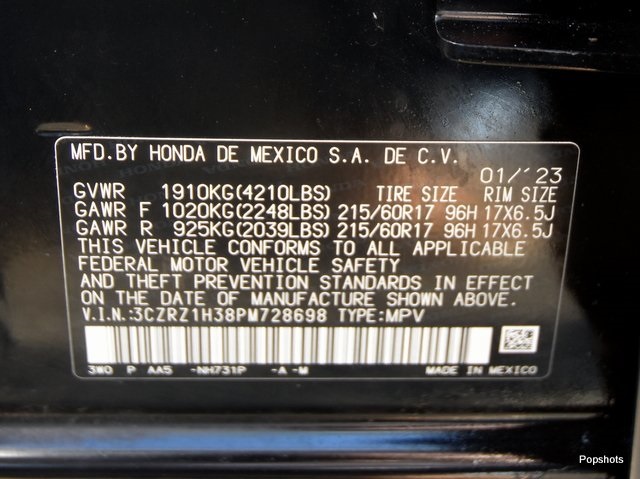 MFD.BY HONDA DE MEXICO S.A. DE C.V.
01/'23
GVWR 1910KG(4210LBS) TIRE SIZE RIM SIZE
GAWR F 1020KG(2248LBS) 215/60R17 96H 17X6.5J
GAWR R 925KG(2039LBS) 215/60R17 96H 17X6.5J
THIS VEHICLE CONFORMS TO ALL APPLICABLE
FEDERAL MOTOR VEHICLE SAFETY
AND THEFT PREVENTION STANDARDS IN EFFECT
ON THE DATE OF MANUFACTURE SHOWN ABOVE.
V.I.N.:3CZRZ1H38PM728698 TYPE:MPV
3W0 P AA5 -NH731P -A -M MADE IN MEXICO
Popshots